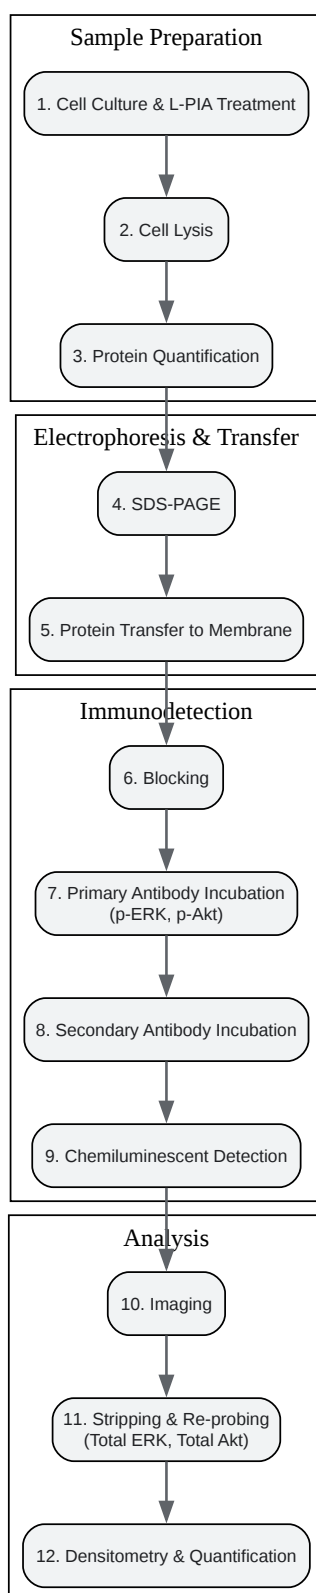 Sample Preparation
1. Cell Culture & L-PIA Treatment
2. Cell Lysis
3. Protein Quantification
Electrophoresis & Transfer
4. SDS-PAGE
5. Protein Transfer to Membrane
Immunodetection
6. Blocking
7. Primary Antibody Incubation
(p-ERK, p-Akt)
8. Secondary Antibody Incubation
9. Chemiluminescent Detection
Analysis
10. Imaging
11. Stripping & Re-probing
(Total ERK, Total Akt)
12. Densitometry & Quantification